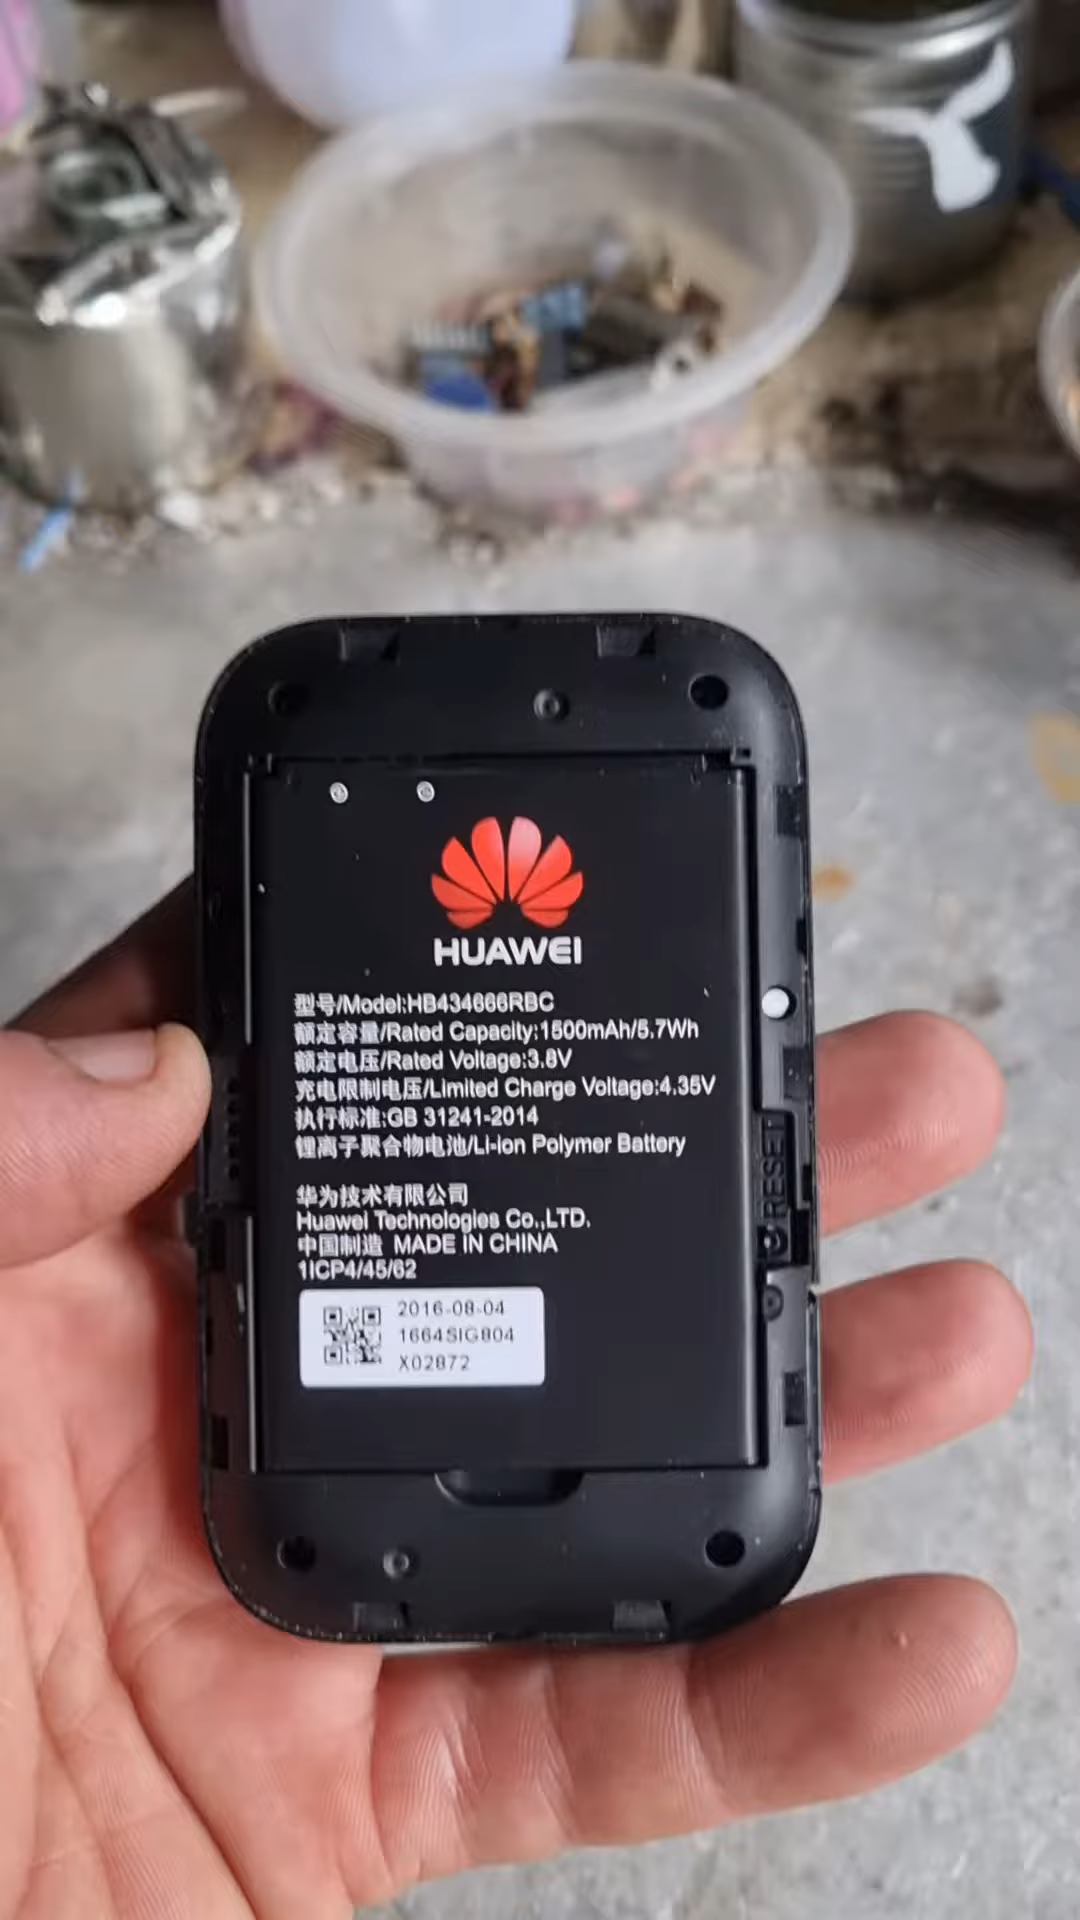 HUAWEI
型号/Model:HB434666RBC
额定容量/Rated Capacity:1500mAh/5.7Wh
额定电压/Rated Voltage:3.8V
充电限制电压/Limited Charge Voltage:4.35V
执行标准:GB 31241-2014
锂离子聚合物电池/Li-ion Polymer Battery
华为技术有限公司
Huawei Technologies Co.,LTD.
中国制造 MADE IN CHINA
1ICP4/45/62
2016-08-04
1664SIG804
X02872
RESET